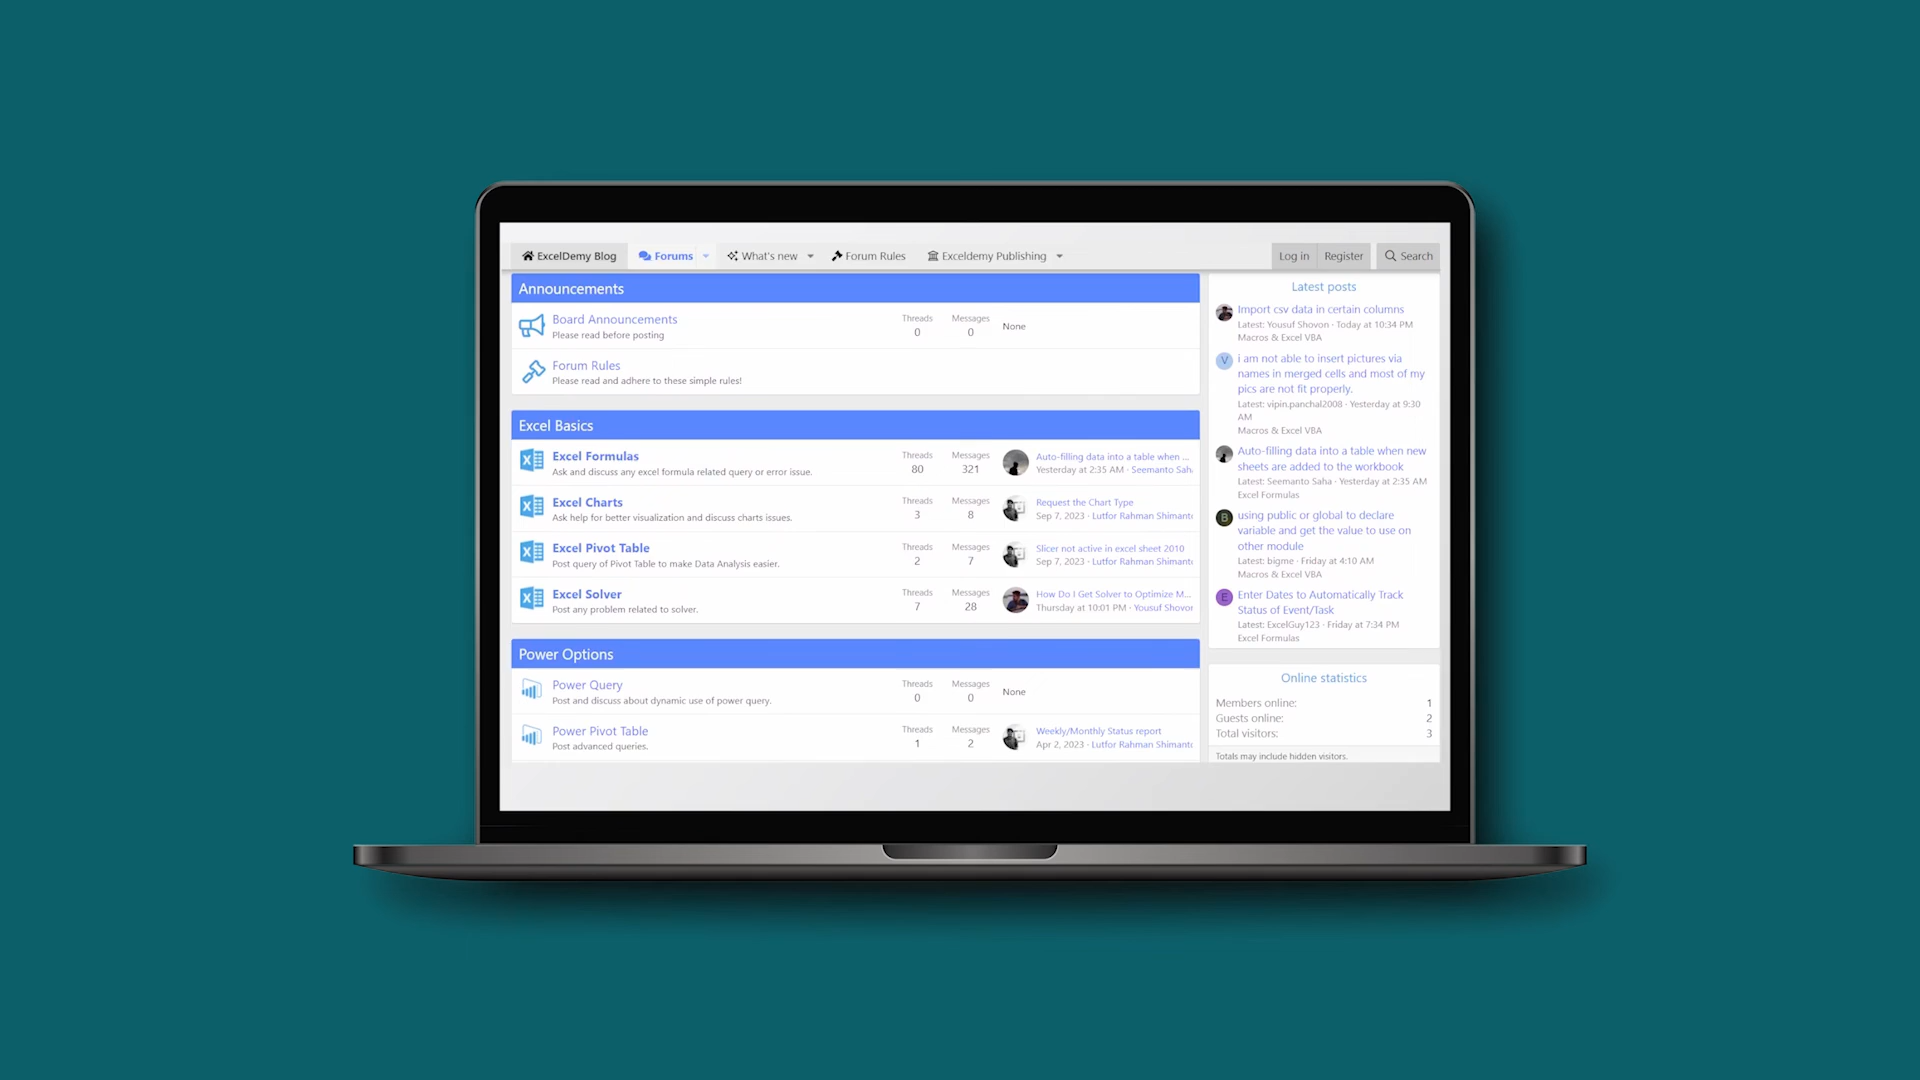 ExcelDemy Blog Forums What's new Forum Rules Exceldemy Publishing Log in Register Search
Announcements
Board Announcements
Please read before posting
Threads
0
Messages
0
None
Forum Rules
Please read and adhere to these simple rules!
Excel Basics
Excel Formulas
Ask and discuss any excel formula related query or error issue.
Threads
80
Messages
321
Auto-filling data into a table when ...
Yesterday at 2:35 AM · Seemanto Saha
Excel Charts
Ask help for better visualization and discuss charts issues.
Threads
3
Messages
8
Request the Chart Type
Sep 7, 2023 · Lutfor Rahman Shimanto
Excel Pivot Table
Post query of Pivot Table to make Data Analysis easier.
Threads
2
Messages
7
Slicer not active in excel sheet 2010
Sep 7, 2023 · Lutfor Rahman Shimanto
Excel Solver
Post any problem related to solver.
Threads
7
Messages
28
How Do I Get Solver to Optimize M...
Thursday at 10:01 PM · Yousuf Shovon
Power Options
Power Query
Post and discuss about dynamic use of power query.
Threads
0
Messages
0
None
Power Pivot Table
Post advanced queries.
Threads
1
Messages
2
Weekly/Monthly Status report
Apr 2, 2023 · Lutfor Rahman Shimanto
Latest posts
Import csv data in certain columns
Latest: Yousuf Shovon · Today at 10:34 PM
Macros & Excel VBA
V
i am not able to insert pictures via
names in merged cells and most of my
pics are not fit properly.
Latest: vipin.panchal2008 · Yesterday at 9:30
AM
Macros & Excel VBA
Auto-filling data into a table when new
sheets are added to the workbook
Latest: Seemanto Saha · Yesterday at 2:35 AM
Excel Formulas
B
using public or global to declare
variable and get the value to use on
other module
Latest: bigme · Friday at 4:10 AM
Macros & Excel VBA
E
Enter Dates to Automatically Track
Status of Event/Task
Latest: ExcelGuy123 · Friday at 7:34 PM
Excel Formulas
Online statistics
Members online: 1
Guests online: 2
Total visitors: 3
Totals may include hidden visitors.